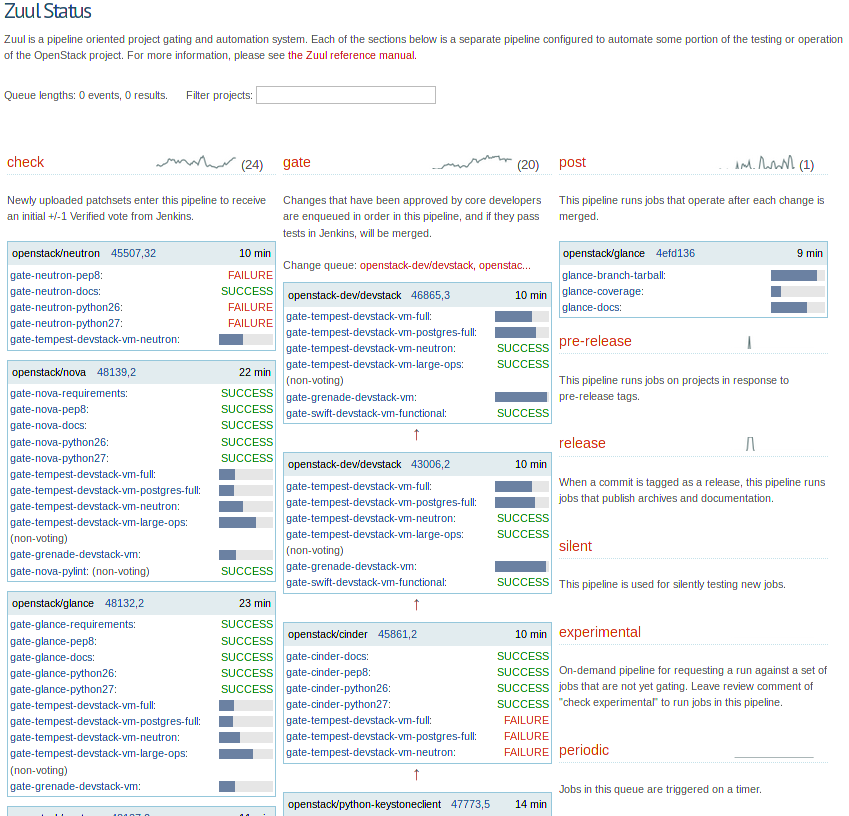 Zuul Status
Zuul is a pipeline oriented project gating and automation system. Each of the sections below is a separate pipeline configured to automate some portion of the testing or operation
of the OpenStack project. For more information, please see the Zuul reference manual.
Queue lengths: 0 events, 0 results. Filter projects:
check (24)
Newly uploaded patchsets enter this pipeline to receive
an initial +/-1 Verified vote from Jenkins.
openstack/neutron 45507,32 10 min
gate-neutron-pep8: FAILURE
gate-neutron-docs: SUCCESS
gate-neutron-python26: FAILURE
gate-neutron-python27: FAILURE
gate-tempest-devstack-vm-neutron:
openstack/nova 48139,2 22 min
gate-nova-requirements: SUCCESS
gate-nova-pep8: SUCCESS
gate-nova-docs: SUCCESS
gate-nova-python26: SUCCESS
gate-nova-python27: SUCCESS
gate-tempest-devstack-vm-full:
gate-tempest-devstack-vm-postgres-full:
gate-tempest-devstack-vm-neutron:
gate-tempest-devstack-vm-large-ops:
(non-voting)
gate-grenade-devstack-vm:
gate-nova-pylint: (non-voting) SUCCESS
openstack/glance 48132,2 23 min
gate-glance-requirements: SUCCESS
gate-glance-pep8: SUCCESS
gate-glance-docs: SUCCESS
gate-glance-python26: SUCCESS
gate-glance-python27: SUCCESS
gate-tempest-devstack-vm-full:
gate-tempest-devstack-vm-postgres-full:
gate-tempest-devstack-vm-neutron:
gate-tempest-devstack-vm-large-ops:
(non-voting)
gate-grenade-devstack-vm:
gate (20)
Changes that have been approved by core developers
are enqueued in order in this pipeline, and if they pass
tests in Jenkins, will be merged.
Change queue: openstack-dev/devstack, openstac...
openstack-dev/devstack 46865,3 10 min
gate-tempest-devstack-vm-full:
gate-tempest-devstack-vm-postgres-full:
gate-tempest-devstack-vm-neutron: SUCCESS
gate-tempest-devstack-vm-large-ops: SUCCESS
(non-voting)
gate-grenade-devstack-vm:
gate-swift-devstack-vm-functional: SUCCESS
↑
openstack-dev/devstack 43006,2 10 min
gate-tempest-devstack-vm-full:
gate-tempest-devstack-vm-postgres-full:
gate-tempest-devstack-vm-neutron: SUCCESS
gate-tempest-devstack-vm-large-ops: SUCCESS
(non-voting)
gate-grenade-devstack-vm:
gate-swift-devstack-vm-functional: SUCCESS
↑
openstack/cinder 45861,2 10 min
gate-cinder-docs: SUCCESS
gate-cinder-pep8: SUCCESS
gate-cinder-python26: SUCCESS
gate-cinder-python27: SUCCESS
gate-tempest-devstack-vm-full: FAILURE
gate-tempest-devstack-vm-postgres-full: FAILURE
gate-tempest-devstack-vm-neutron: FAILURE
↑
openstack/python-keystoneclient 47773,5 14 min
post (1)
This pipeline runs jobs that operate after each change is
merged.
openstack/glance 4efd136 9 min
glance-branch-tarball:
glance-coverage:
glance-docs:
pre-release
This pipeline runs jobs on projects in response to
pre-release tags.
release
When a commit is tagged as a release, this pipeline runs
jobs that publish archives and documentation.
silent
This pipeline is used for silently testing new jobs.
experimental
On-demand pipeline for requesting a run against a set of
jobs that are not yet gating. Leave review comment of
"check experimental" to run jobs in this pipeline.
periodic
Jobs in this queue are triggered on a timer.